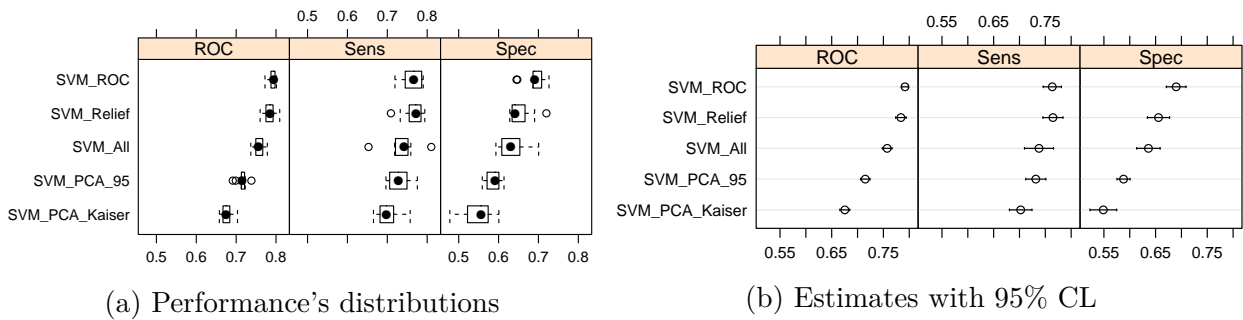 0.5 0.6 0.7 0.8
ROC Sens Spec
SVM_ROC
SVM_Relief
SVM_All
SVM_PCA_95
SVM_PCA_Kaiser
0.5 0.6 0.7 0.8 0.5 0.6 0.7 0.8
(a) Performance's distributions
0.55 0.65 0.75
ROC Sens Spec
SVM_ROC
SVM_Relief
SVM_All
SVM_PCA_95
SVM_PCA_Kaiser
0.55 0.65 0.75 0.55 0.65 0.75
(b) Estimates with 95% CL